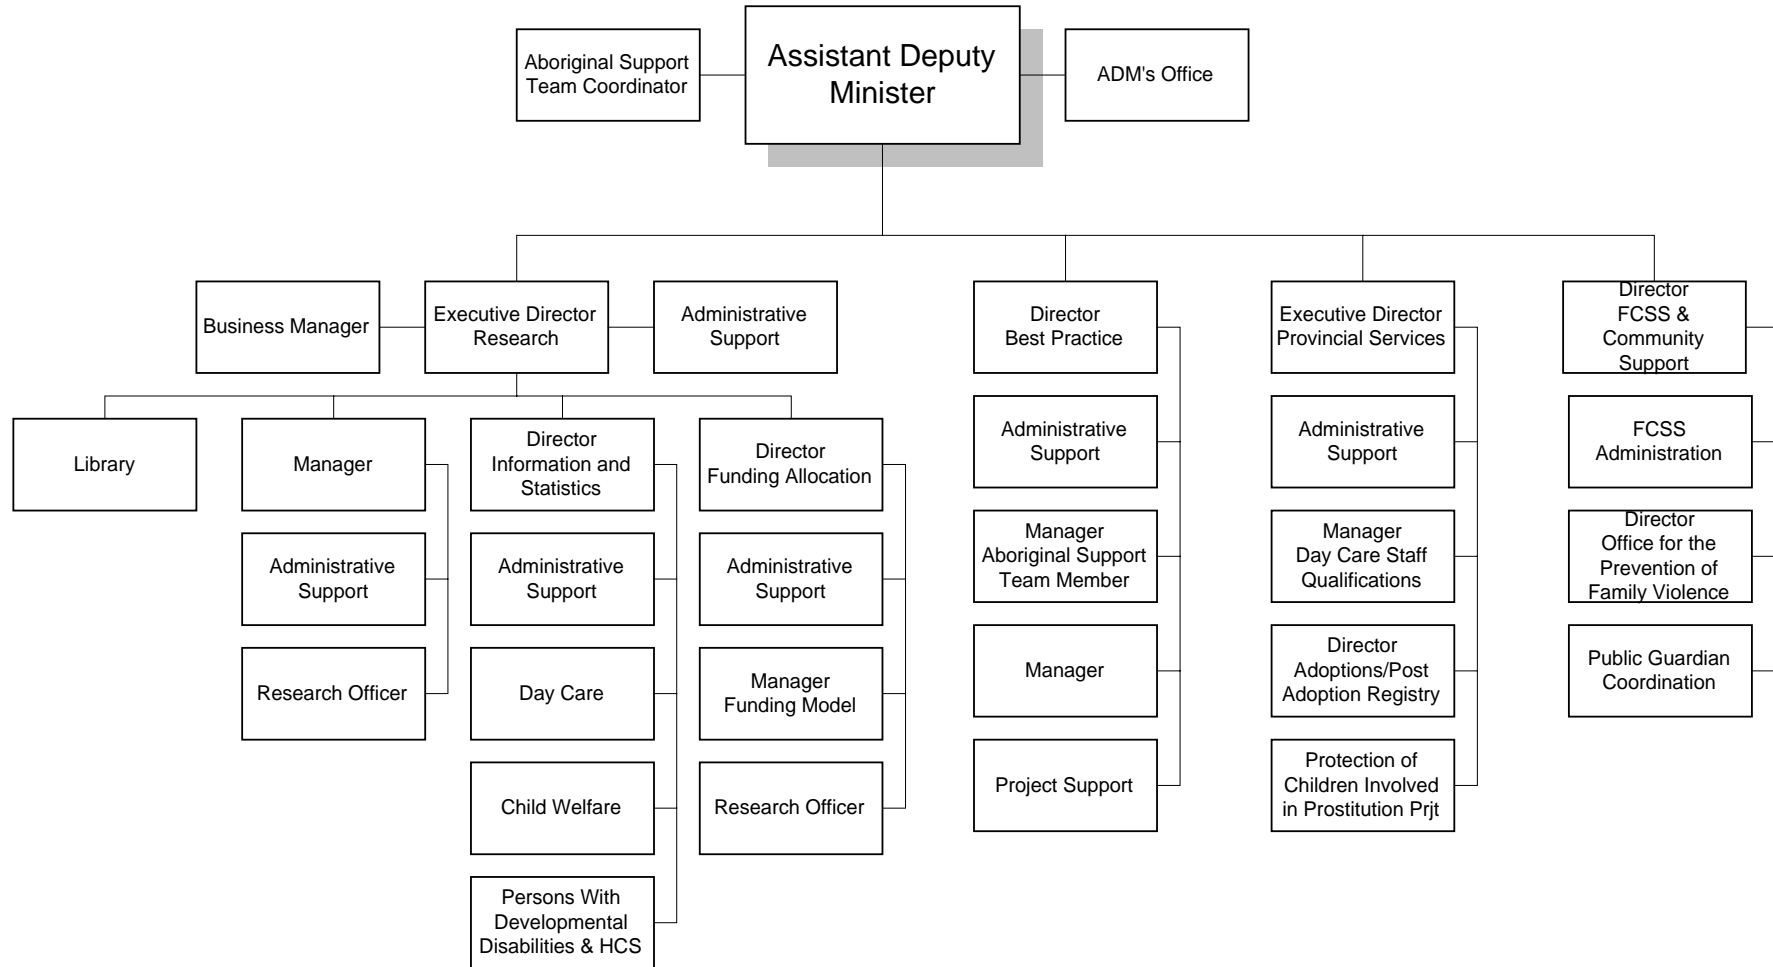 Aboriginal Support
Team Coordinator
Assistant Deputy
Minister
ADM's Office
Business Manager
Executive Director
Research
Administrative
Support
Director
Best Practice
Executive Director
Provincial Services
Director
FCSS &
Community
Support
Library
Manager
Director
Information and
Statistics
Director
Funding Allocation
Administrative
Support
Administrative
Support
FCSS
Administration
Administrative
Support
Administrative
Support
Administrative
Support
Manager
Aboriginal Support
Team Member
Manager
Day Care Staff
Qualifications
Director
Office for the
Prevention of
Family Violence
Research Officer
Day Care
Manager
Funding Model
Manager
Director
Adoptions/Post
Adoption Registry
Public Guardian
Coordination
Child Welfare
Research Officer
Project Support
Protection of
Children Involved
in Prostitution Prjt
Persons With
Developmental
Disabilities & HCS